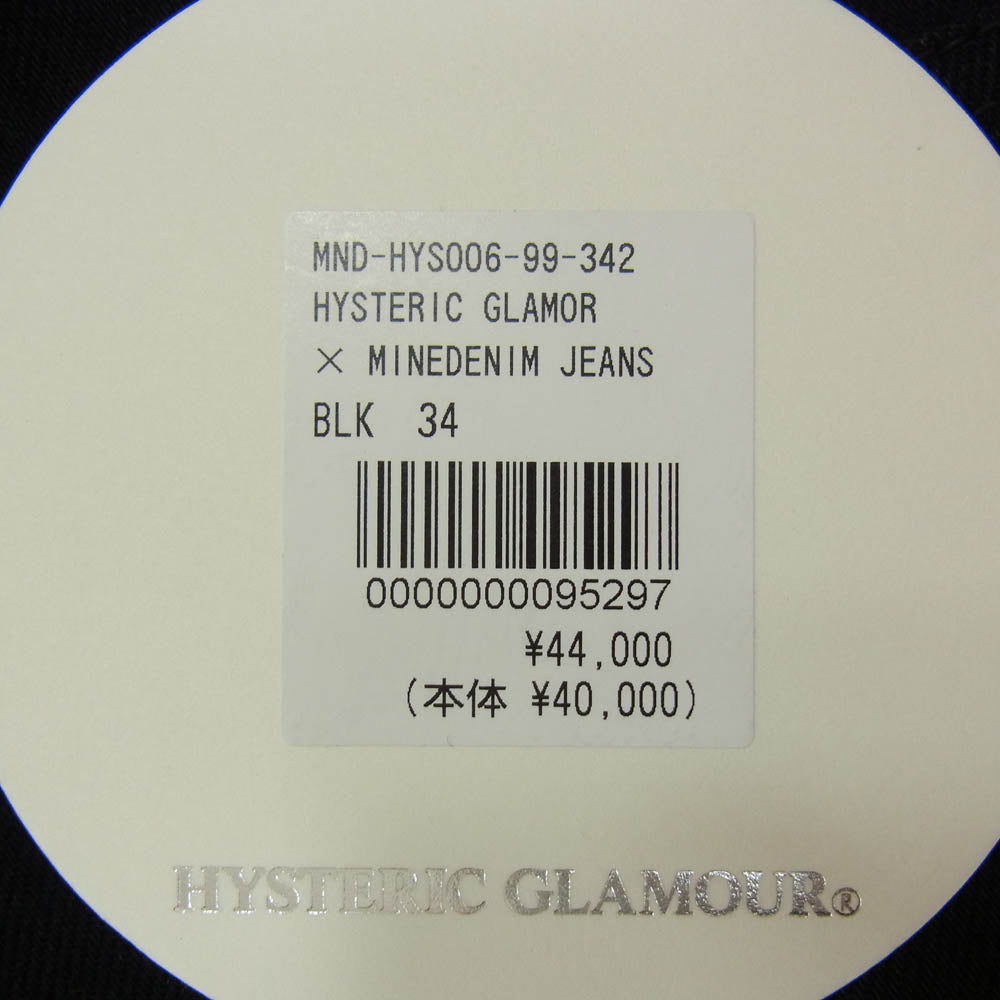 MND-HYS006-99-342
HYSTERIC GLAMOR
× MINEDENIM JEANS
BLK 34
0000000095297
¥44,000
(本体 ¥40,000)
HYSTERIC GLAMOUR®